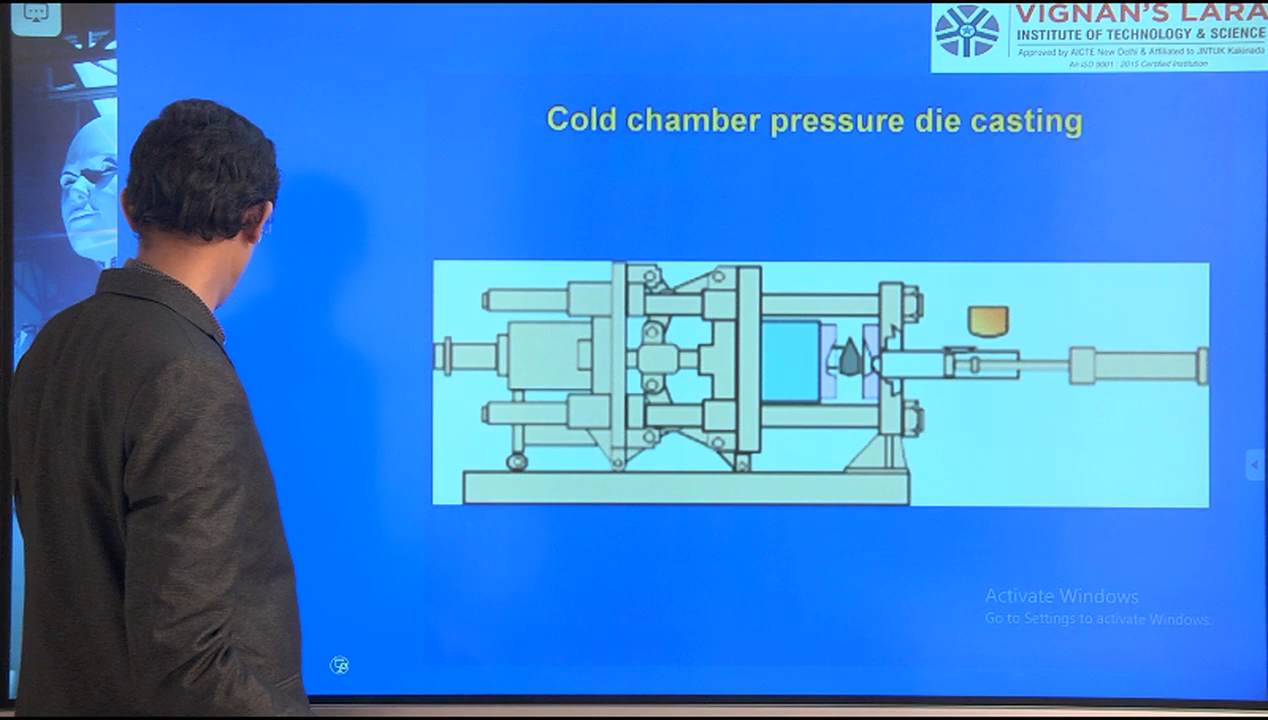 VIGNAN'S LARA
INSTITUTE OF TECHNOLOGY & SCIENCE
Approved by AICTE New Delhi & Affiliated to JNTUK Kakinada
An ISO 9001 : 2015 Certified Institution
Cold chamber pressure die casting
Activate Windows
Go to Settings to activate Windows.